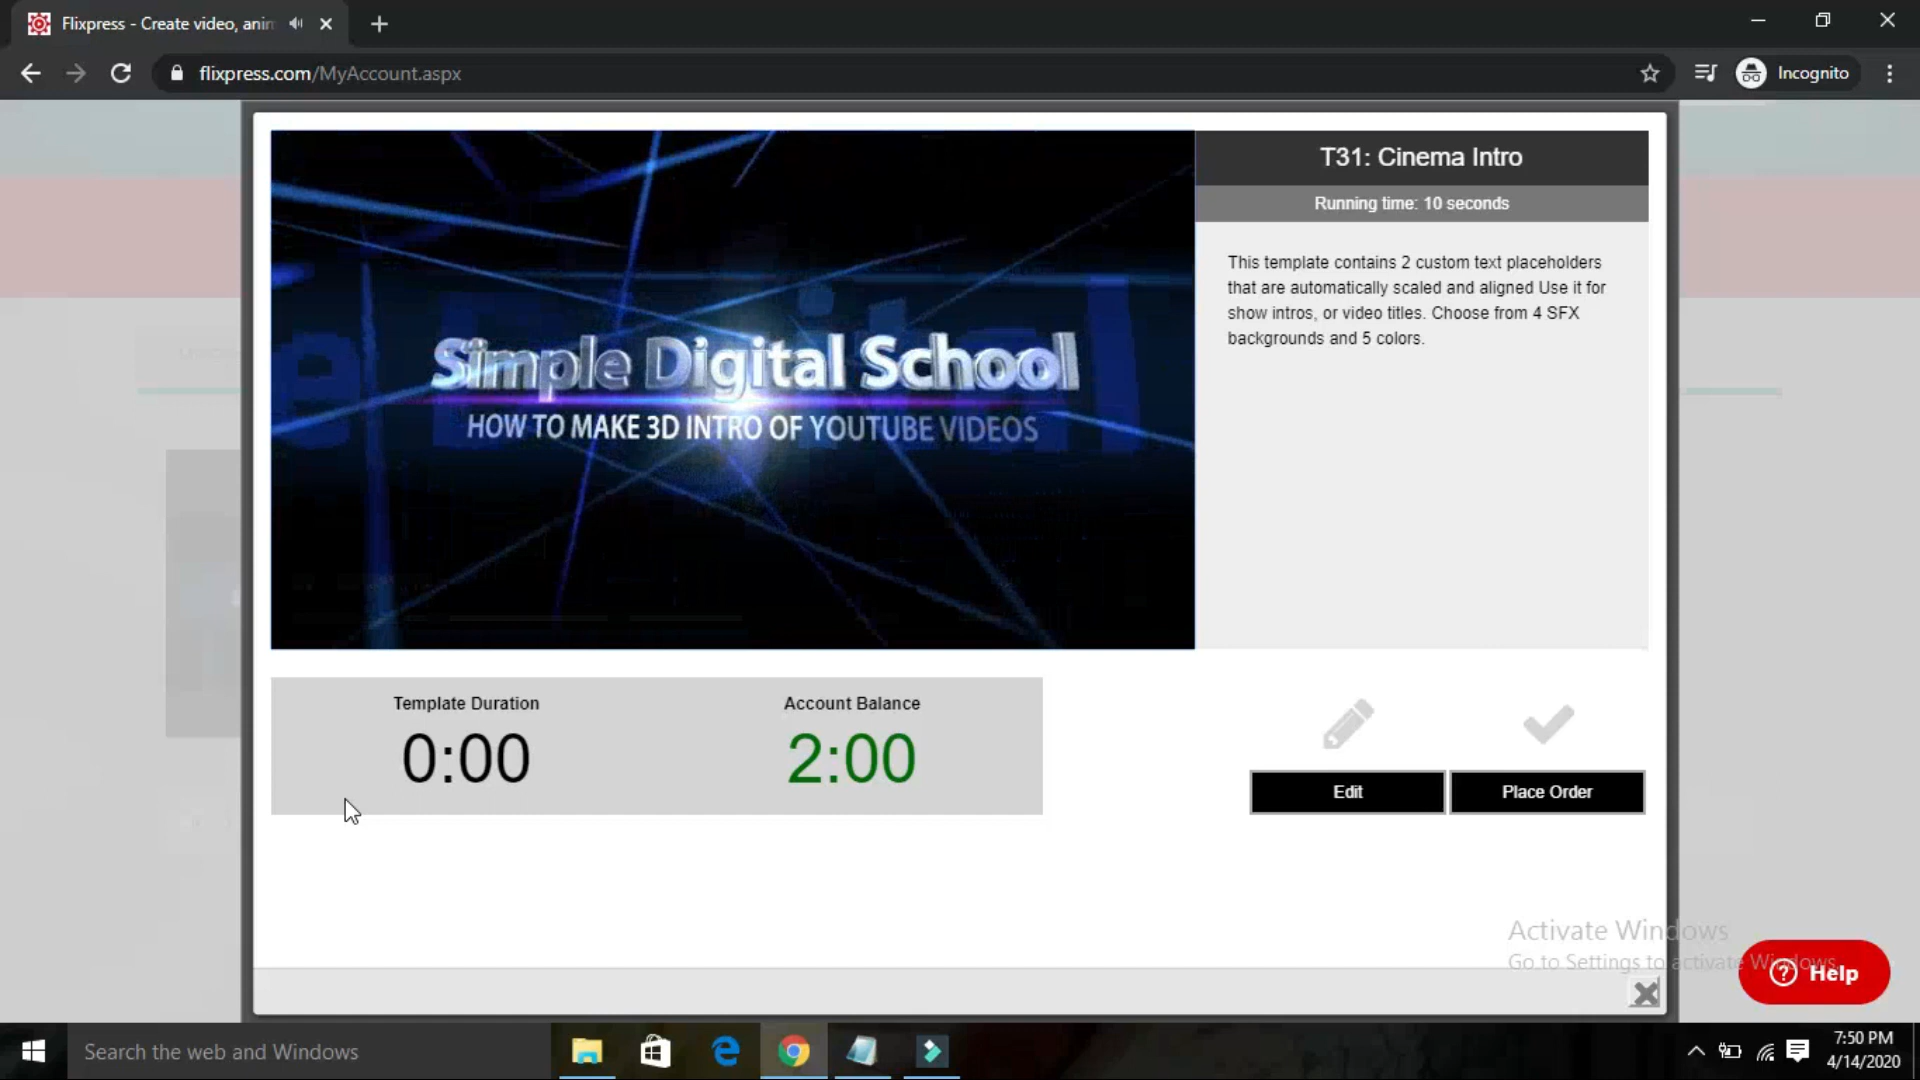 Flixpress - Create video, anim
flixpress.com/MyAccount.aspx
Incognito
Simple Digital School
HOW TO MAKE 3D INTRO OF YOUTUBE VIDEOS
T31: Cinema Intro
Running time: 10 seconds
This template contains 2 custom text placeholders
that are automatically scaled and aligned Use it for
show intros, or video titles. Choose from 4 SFX
backgrounds and 5 colors.
Template Duration
0:00
Account Balance
2:00
Edit
Place Order
Activate Windows
Go to Settings to activate Windows.
Help
Search the web and Windows
7:50 PM
4/14/2020